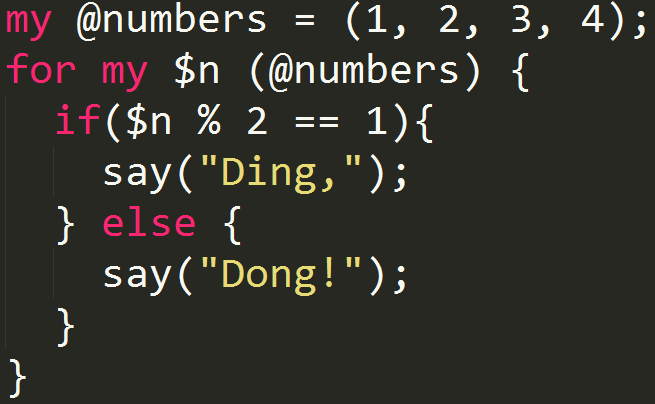 my @numbers = (1, 2, 3, 4);
for my $n (@numbers) {
  if($n % 2 == 1){
    say("Ding,");
  } else {
    say("Dong!");
  }
}